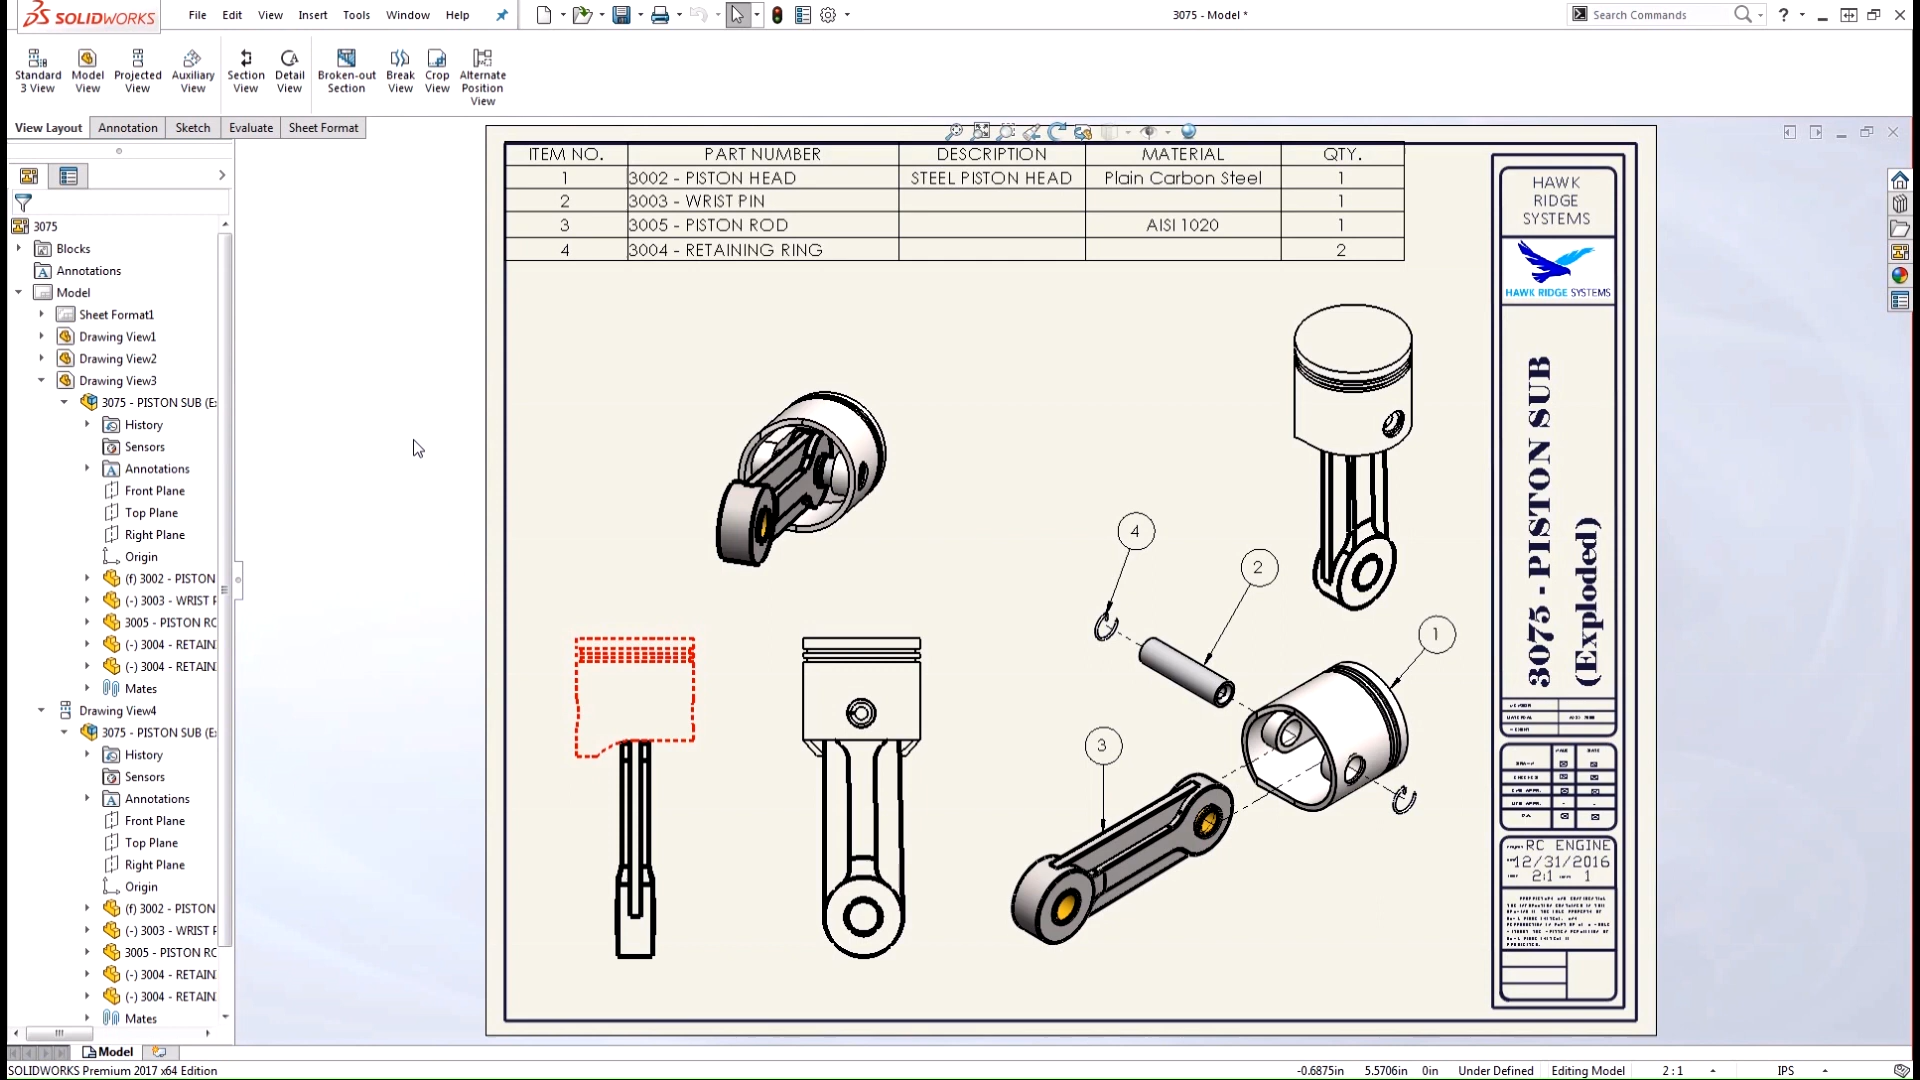 SOLIDWORKS File Edit View Insert Tools Window Help
3075 - Model *
Search Commands
Standard 3 View
Model View
Projected View
Auxiliary View
Section View
Detail View
Broken-out Section
Break View
Crop View
Alternate Position View
View Layout Annotation Sketch Evaluate Sheet Format
3075
Blocks
Annotations
Model
Sheet Format1
Drawing View1
Drawing View2
Drawing View3
3075 - PISTON SUB (E
History
Sensors
Annotations
Front Plane
Top Plane
Right Plane
Origin
(f) 3002 - PISTON
(-) 3003 - WRIST P
3005 - PISTON RC
(-) 3004 - RETAIN
(-) 3004 - RETAIN
Mates
Drawing View4
3075 - PISTON SUB (E
History
Sensors
Annotations
Front Plane
Top Plane
Right Plane
Origin
(f) 3002 - PISTON
(-) 3003 - WRIST P
3005 - PISTON RC
(-) 3004 - RETAIN
(-) 3004 - RETAIN
Mates
ITEM NO. PART NUMBER DESCRIPTION MATERIAL QTY.
1 3002 - PISTON HEAD STEEL PISTON HEAD Plain Carbon Steel 1
2 3003 - WRIST PIN 1
3 3005 - PISTON ROD AISI 1020 1
4 3004 - RETAINING RING 2
4
2
1
3
HAWK
RIDGE
SYSTEMS
HAWK RIDGE SYSTEMS
3075 - PISTON SUB
(Exploded)
RC ENGINE
12/31/2016
2:1 1
Model
SOLIDWORKS Premium 2017 x64 Edition
-0.6875in 5.5706in 0in Under Defined Editing Model 2 : 1 IPS